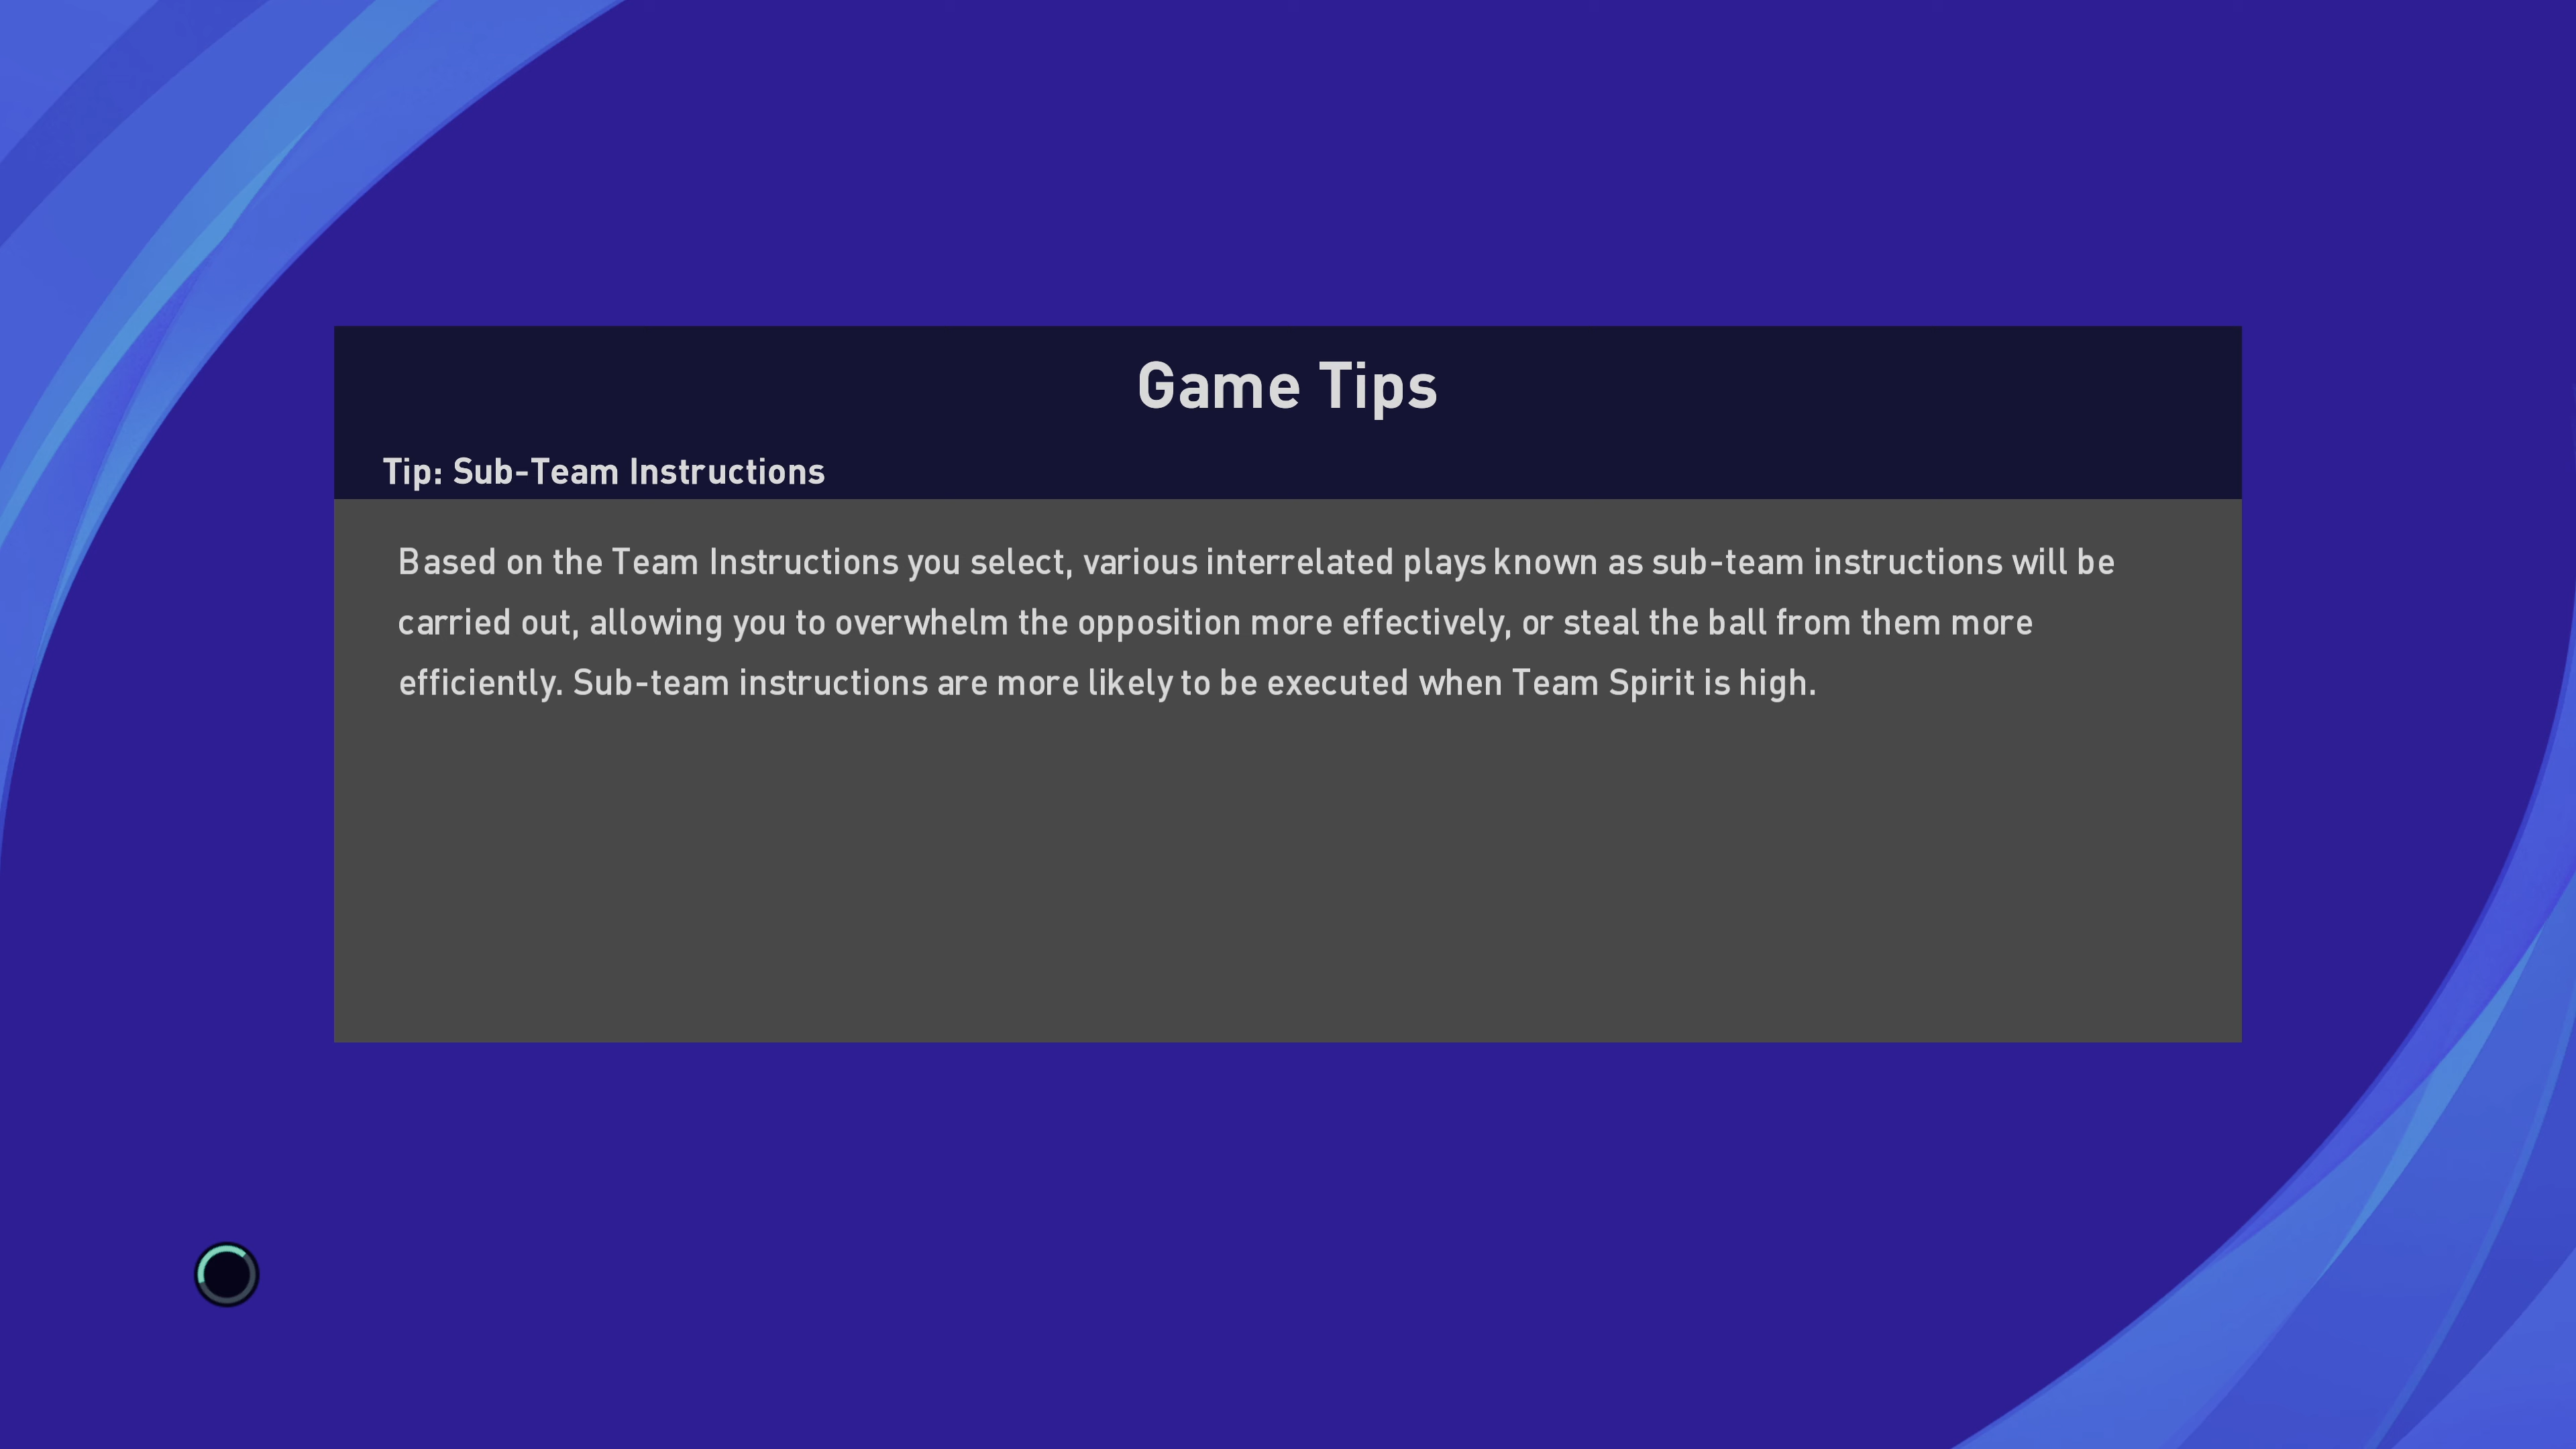 Game Tips
Tip: Sub-Team Instructions
Based on the Team Instructions you select, various interrelated plays known as sub-team instructions will be
carried out, allowing you to overwhelm the opposition more effectively, or steal the ball from them more
efficiently. Sub-team instructions are more likely to be executed when Team Spirit is high.